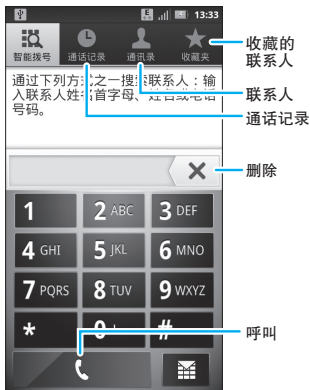 13:33
智能拨号 通话记录 通讯录 收藏夹
收藏的
联系人
通过下列方式之一搜索联系人:输
入联系人姓名首字母、姓名或电话
号码。
联系人
通话记录
删除
1 2 ABC 3 DEF
4 GHI 5 JKL 6 MNO
7 PQRS 8 TUV 9 WXYZ
* 0 #
呼叫